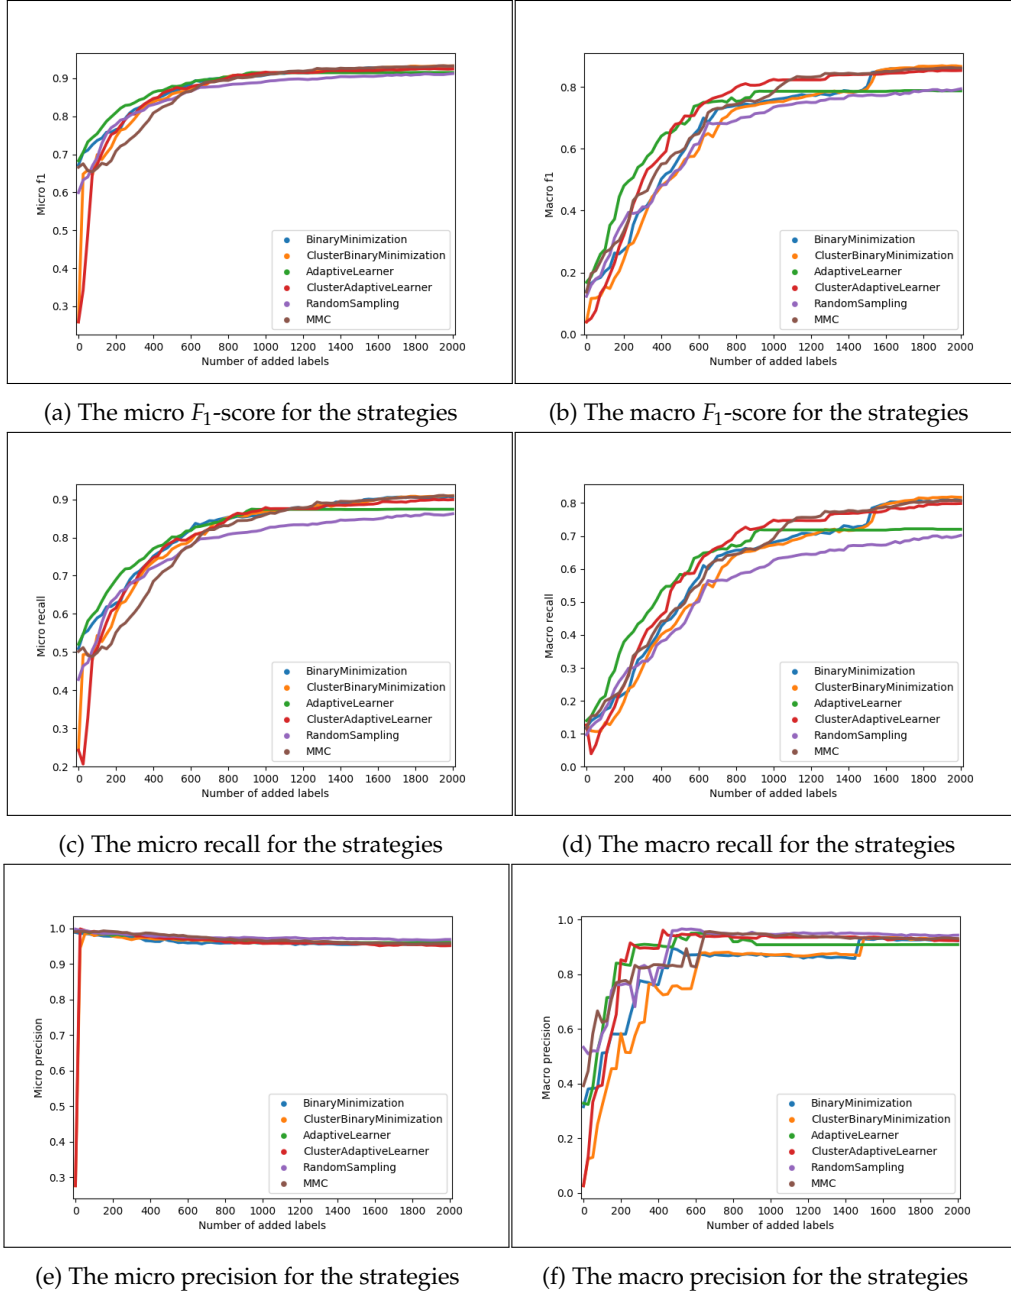 0.9
0.8
0.7
0.6
0.5
0.4
0.3
Micro f1
BinaryMinimization
ClusterBinaryMinimization
AdaptiveLearner
ClusterAdaptiveLearner
RandomSampling
MMC
0 200 400 600 800 1000 1200 1400 1600 1800 2000
Number of added labels
(a) The micro F1-score for the strategies
0.8
0.6
0.4
0.2
0.0
Macro f1
BinaryMinimization
ClusterBinaryMinimization
AdaptiveLearner
ClusterAdaptiveLearner
RandomSampling
MMC
0 200 400 600 800 1000 1200 1400 1600 1800 2000
Number of added labels
(b) The macro F1-score for the strategies
0.9
0.8
0.7
0.6
0.5
0.4
0.3
0.2
Micro recall
BinaryMinimization
ClusterBinaryMinimization
AdaptiveLearner
ClusterAdaptiveLearner
RandomSampling
MMC
0 200 400 600 800 1000 1200 1400 1600 1800 2000
Number of added labels
(c) The micro recall for the strategies
0.8
0.7
0.6
0.5
0.4
0.3
0.2
0.1
0.0
Macro recall
BinaryMinimization
ClusterBinaryMinimization
AdaptiveLearner
ClusterAdaptiveLearner
RandomSampling
MMC
0 200 400 600 800 1000 1200 1400 1600 1800 2000
Number of added labels
(d) The macro recall for the strategies
1.0
0.9
0.8
0.7
0.6
0.5
0.4
0.3
Micro precision
BinaryMinimization
ClusterBinaryMinimization
AdaptiveLearner
ClusterAdaptiveLearner
RandomSampling
MMC
0 200 400 600 800 1000 1200 1400 1600 1800 2000
Number of added labels
(e) The micro precision for the strategies
1.0
0.8
0.6
0.4
0.2
0.0
Macro precision
BinaryMinimization
ClusterBinaryMinimization
AdaptiveLearner
ClusterAdaptiveLearner
RandomSampling
MMC
0 200 400 600 800 1000 1200 1400 1600 1800 2000
Number of added labels
(f) The macro precision for the strategies